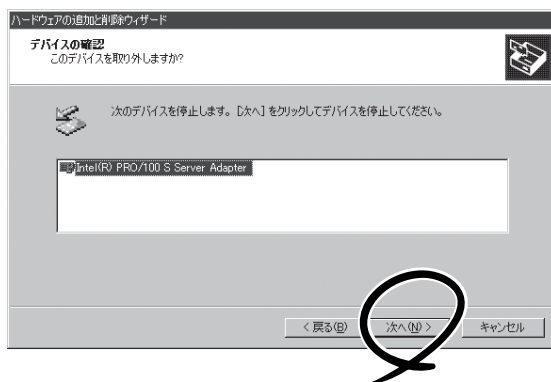 ハードウェアの追加と削除ウィザード
デバイスの確認
このデバイスを取り外しますか?
次のデバイスを停止します。[次へ] をクリックしてデバイスを停止してください。
Intel(R) PRO/100 S Server Adapter
< 戻る(B)
次へ(N) >
キャンセル